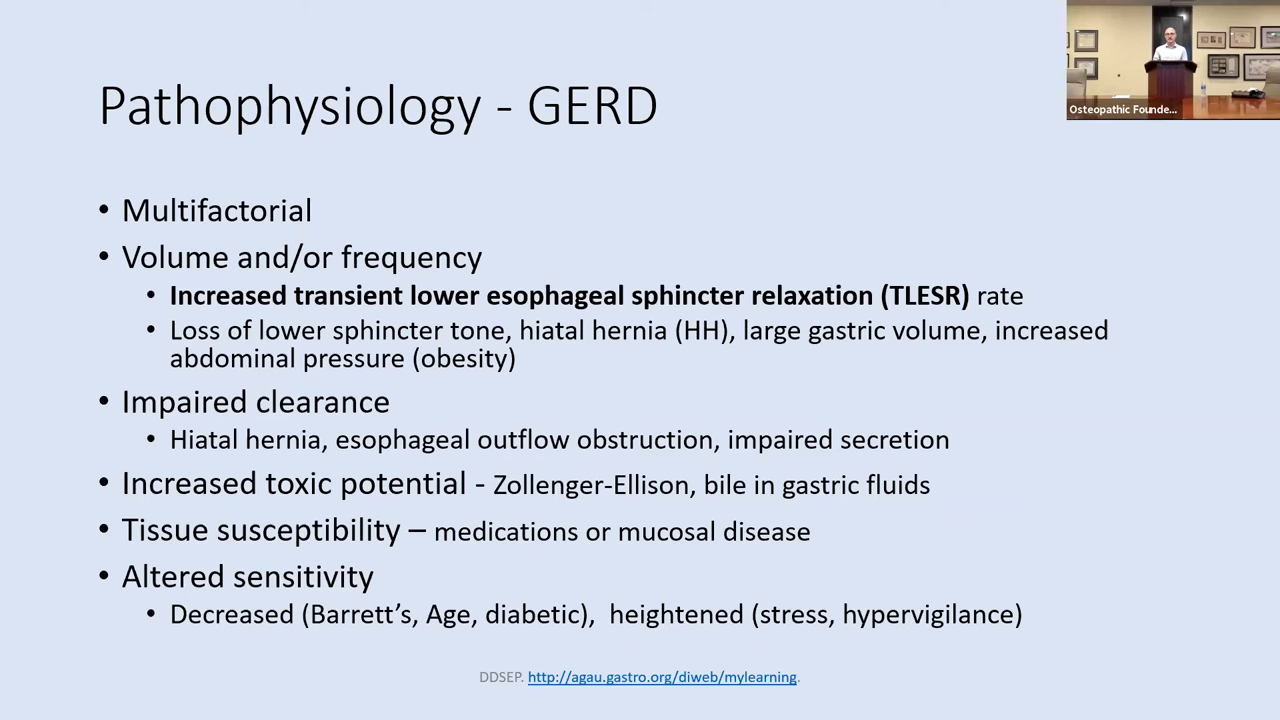 Osteopathic Founde...
Pathophysiology - GERD
• Multifactorial
• Volume and/or frequency
• Increased transient lower esophageal sphincter relaxation (TLESR) rate
• Loss of lower sphincter tone, hiatal hernia (HH), large gastric volume, increased
abdominal pressure (obesity)
• Impaired clearance
• Hiatal hernia, esophageal outflow obstruction, impaired secretion
• Increased toxic potential - Zollenger-Ellison, bile in gastric fluids
• Tissue susceptibility – medications or mucosal disease
• Altered sensitivity
• Decreased (Barrett’s, Age, diabetic),  heightened (stress, hypervigilance)
DDSEP. http://agau.gastro.org/diweb/mylearning.